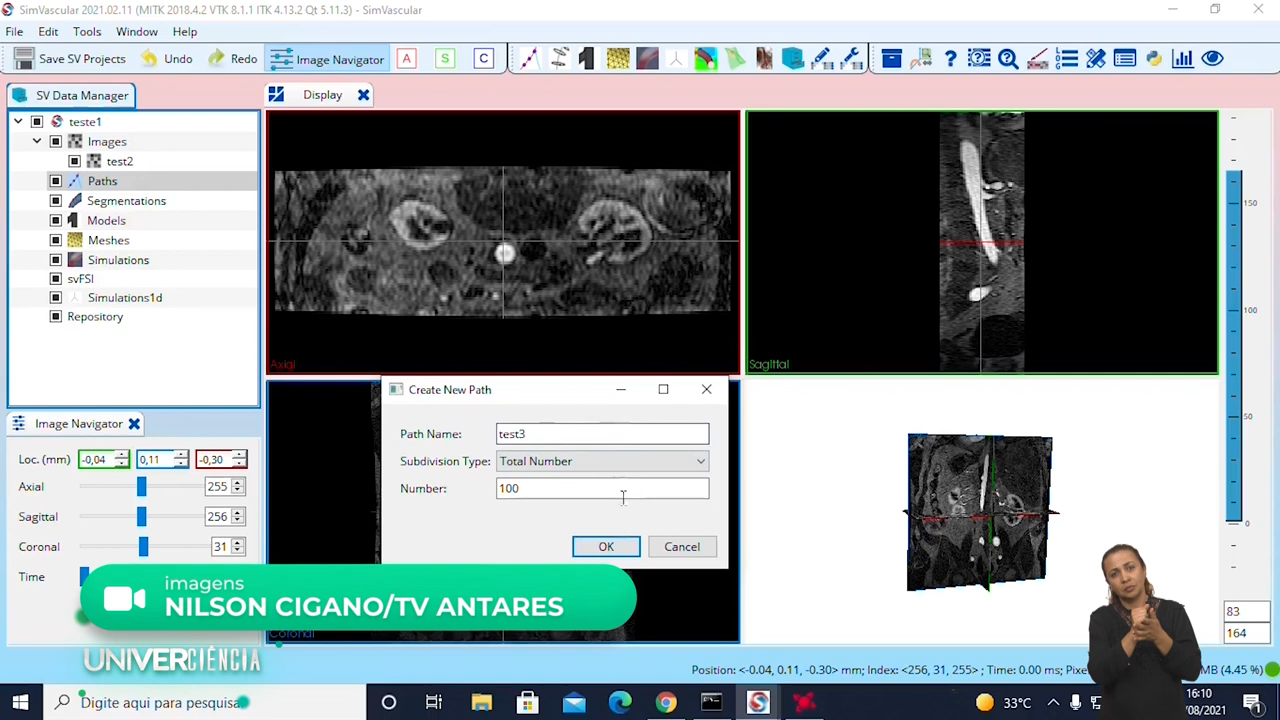 SimVascular 2021.02.11 (MITK 2018.4.2 VTK 8.1.1 ITK 4.13.2 Qt 5.11.3) - SimVascular
File Edit Tools Window Help
Save SV Projects Undo Redo Image Navigator A S C
SV Data Manager
Display
teste1
Images
test2
Paths
Segmentations
Models
Meshes
Simulations
svFSI
Simulations1d
Repository
Axial
Sagittal
150
100
50
0
Create New Path
Path Name: test3
Subdivision Type: Total Number
Number: 100
OK Cancel
Image Navigator
Loc. (mm) -0,04 0,11 -0,30
Axial 255
Sagittal 256
Coronal 31
Time
Coronal
83
164
imagens
NILSON CIGANO/TV ANTARES
UNIVERCIÊNCIA
Position: <-0.04, 0.11, -0.30> mm; Index: <256, 31, 255> ; Time: 0.00 ms; MB (4.45 %)
Digite aqui para pesquisar
33°C
16:10
/08/2021